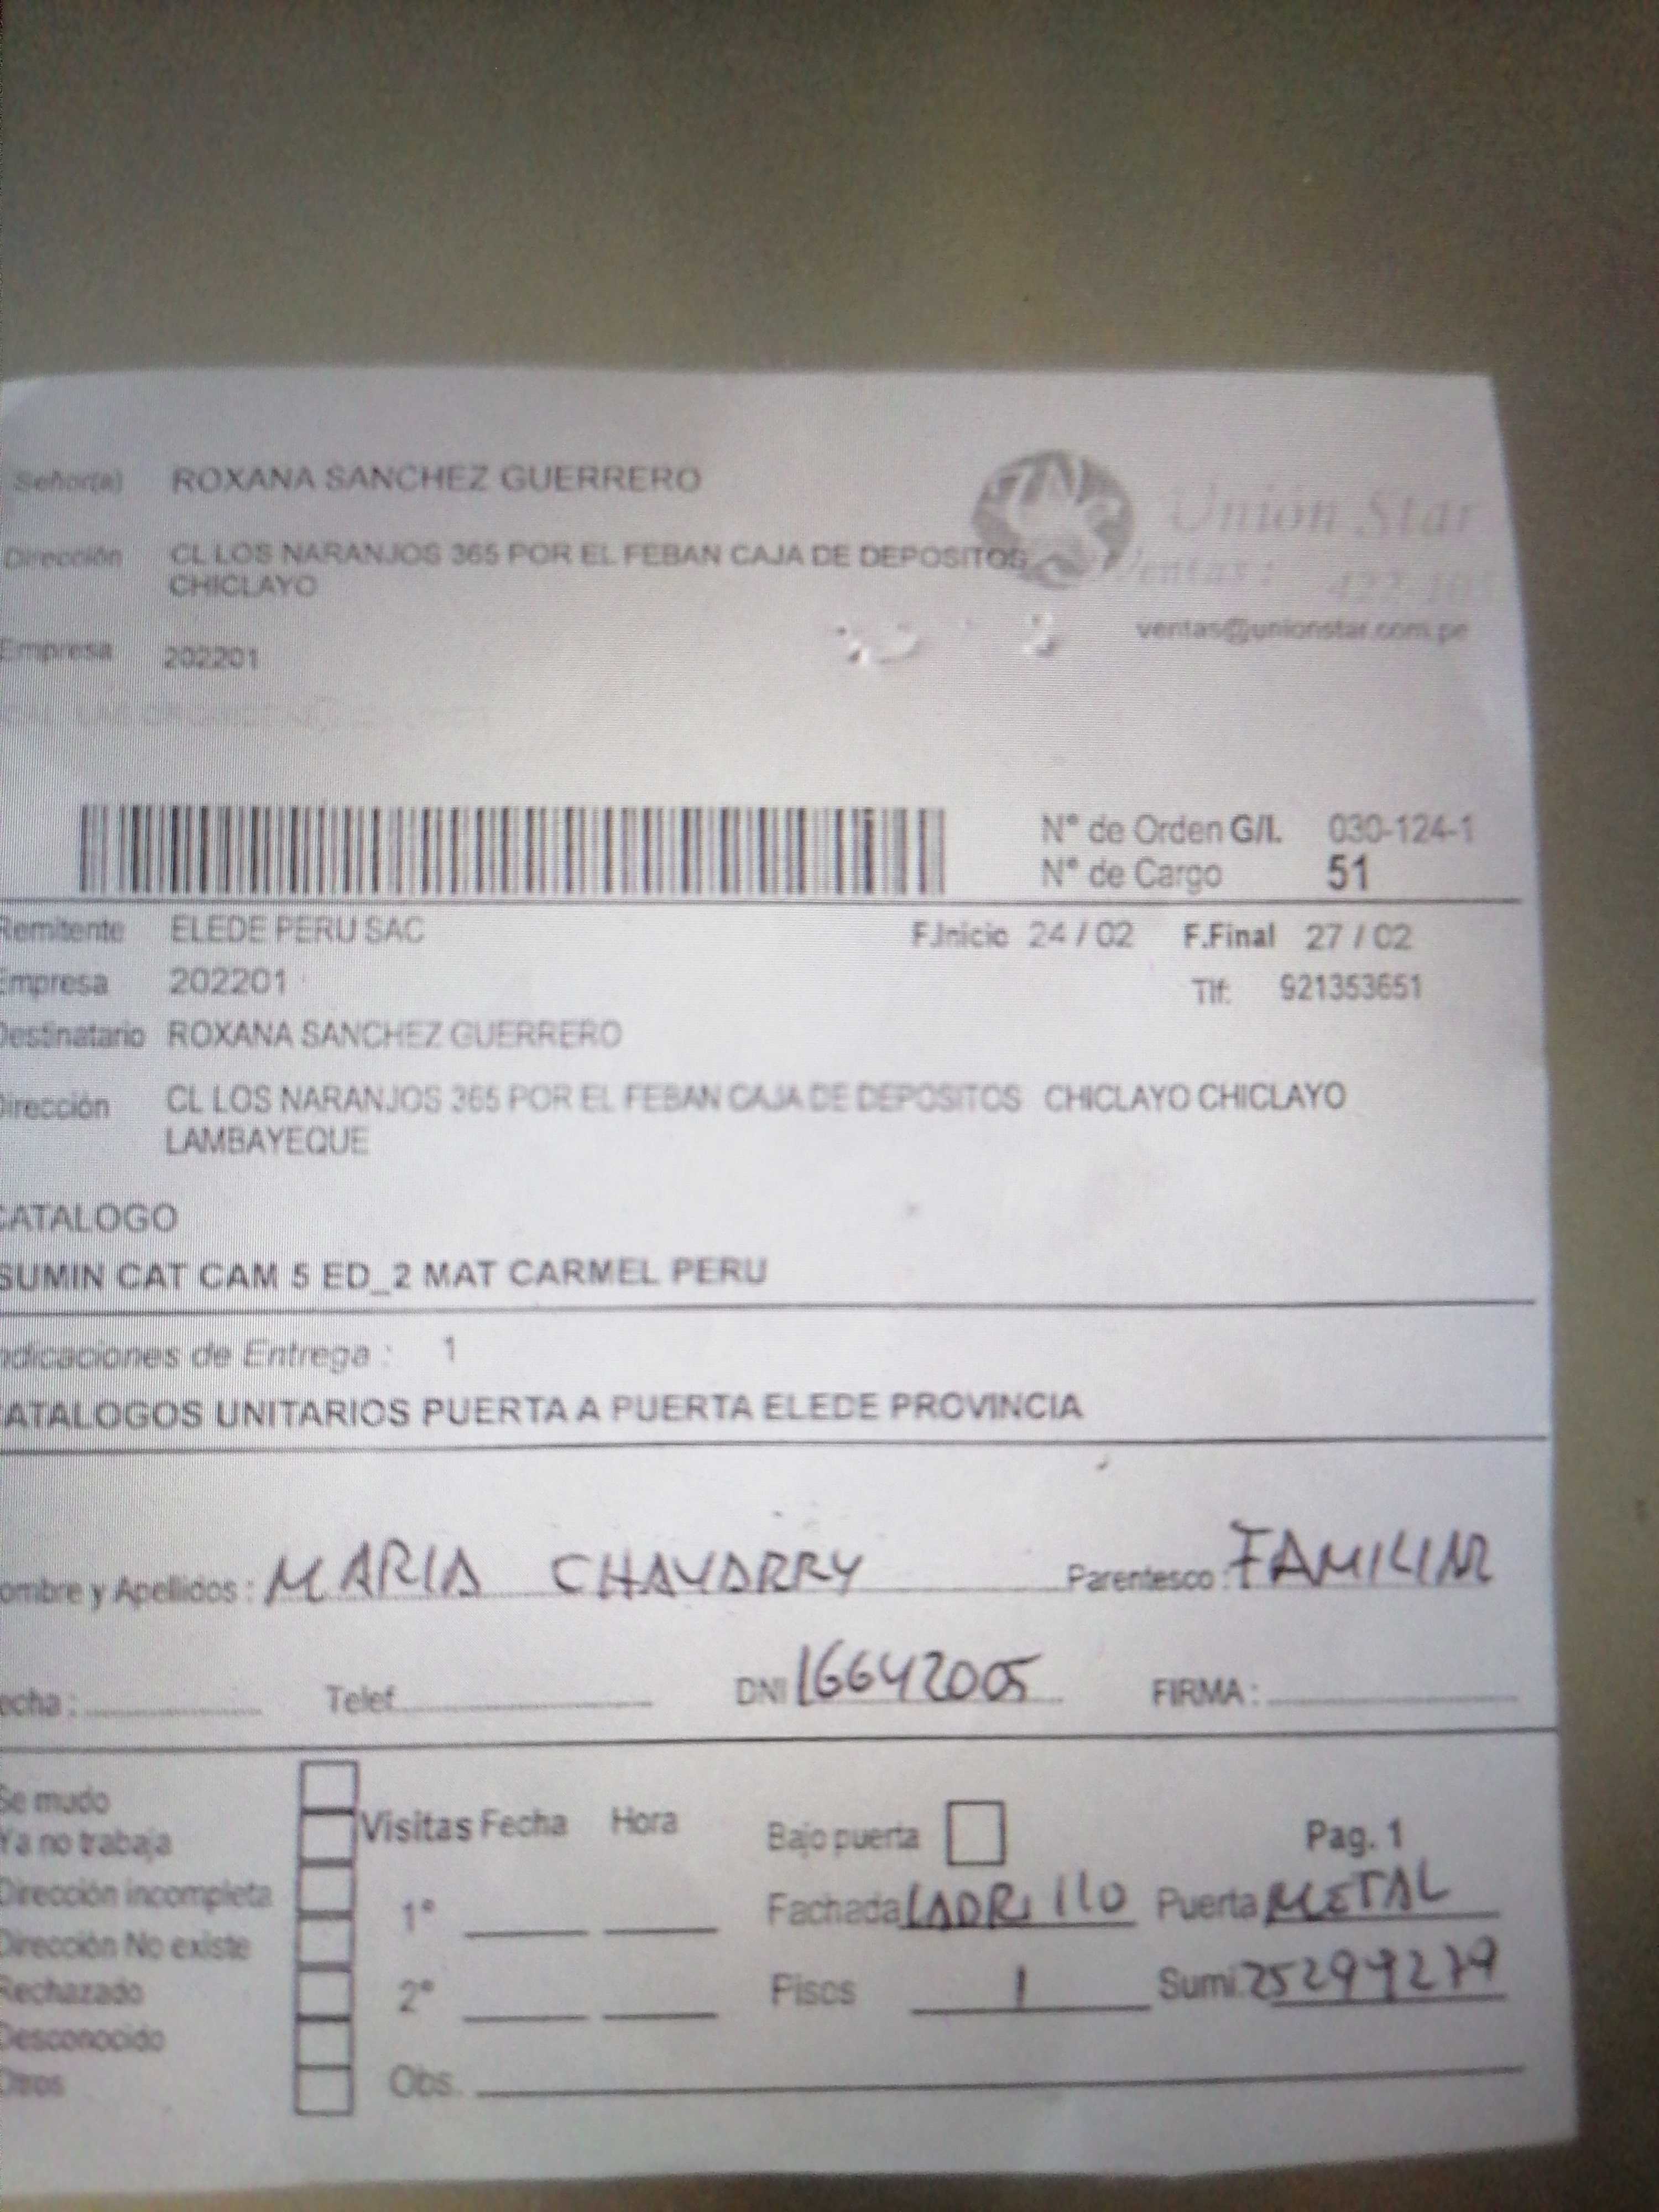 Señor(a) ROXANA SANCHEZ GUERRERO
Unión Star
Dirección CL LOS NARANJOS 365 POR EL FEBAN CAJA DE DEPOSITOS
CHICLAYO
Ventas:
ventas@unionstar.com.pe
Empresa 202201
N° de Orden G/I. 030-124-1
N° de Cargo 51
Remitente ELEDE PERU SAC F.Inicio 24 / 02 F.Final 27 / 02
Empresa 202201 Tlf: 921353651
Destinatario ROXANA SANCHEZ GUERRERO
Dirección CL LOS NARANJOS 365 POR EL FEBAN CAJA DE DEPOSITOS CHICLAYO CHICLAYO
LAMBAYEQUE
CATALOGO
SUMIN CAT CAM 5 ED_2 MAT CARMEL PERU
ndicaciones de Entrega : 1
ATALOGOS UNITARIOS PUERTA A PUERTA ELEDE PROVINCIA
ombre y Apellidos : MARIA CHAVARRY Parentesco : FAMILIAR
echa : Telef. DNI 16642005 FIRMA :
Se mudo
Ya no trabaja
Dirección incompleta
Dirección No existe
Rechazado
Desconocido
Otros
Visitas Fecha Hora
1°
2°
Obs.
Bajo puerta Pag. 1
Fachada LADRILLO Puerta METAL
Pisos 1 Sumi. 25294279